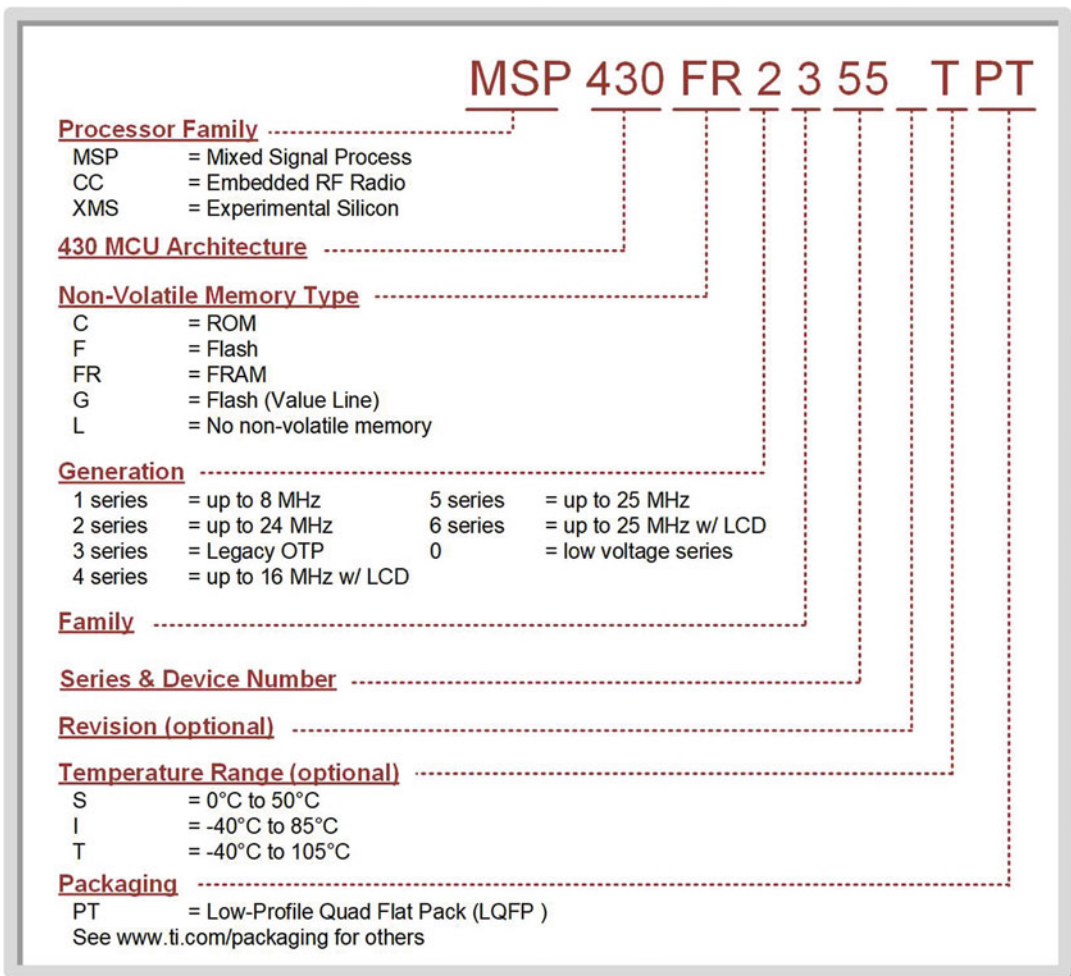 MSP 430 FR 2 3 55 T PT
Processor Family
MSP = Mixed Signal Process
CC = Embedded RF Radio
XMS = Experimental Silicon
430 MCU Architecture
Non-Volatile Memory Type
C = ROM
F = Flash
FR = FRAM
G = Flash (Value Line)
L = No non-volatile memory
Generation
1 series = up to 8 MHz 5 series = up to 25 MHz
2 series = up to 24 MHz 6 series = up to 25 MHz w/ LCD
3 series = Legacy OTP 0 = low voltage series
4 series = up to 16 MHz w/ LCD
Family
Series & Device Number
Revision (optional)
Temperature Range (optional)
S = 0°C to 50°C
I = -40°C to 85°C
T = -40°C to 105°C
Packaging
PT = Low-Profile Quad Flat Pack (LQFP )
See www.ti.com/packaging for others